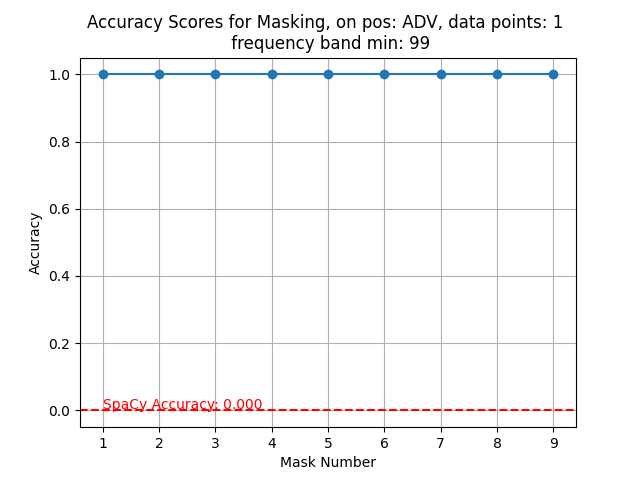 Accuracy Scores for Masking, on pos: ADV, data points: 1
frequency band min: 99
1.0
0.8
0.6
0.4
0.2
0.0
Accuracy
SpaCy Accuracy: 0.000
1 2 3 4 5 6 7 8 9
Mask Number